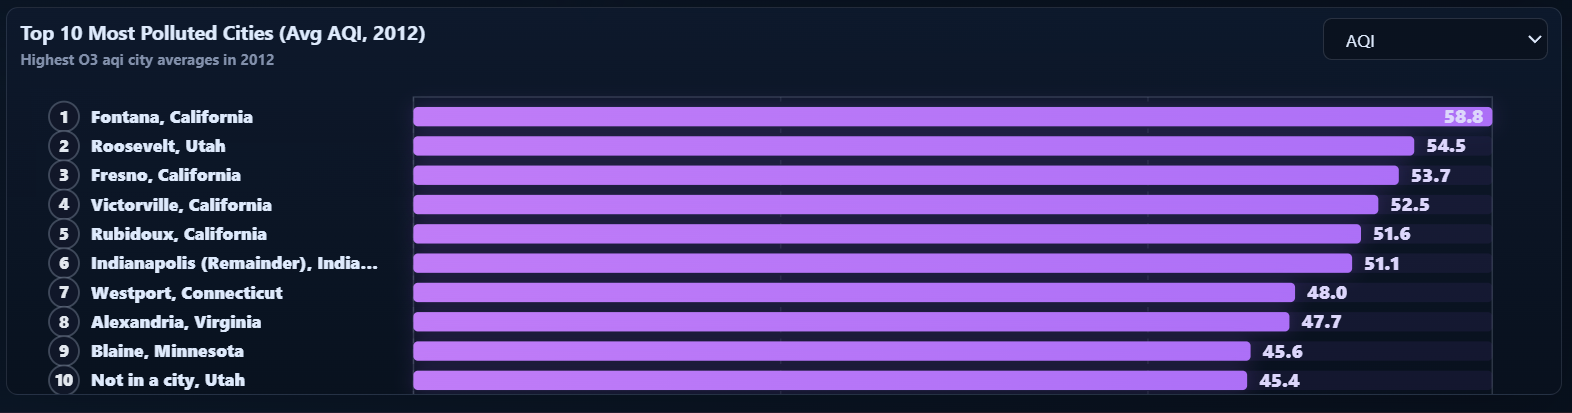 Top 10 Most Polluted Cities (Avg AQI, 2012)
Highest O3 aqi city averages in 2012
AQI
1 Fontana, California 58.8
2 Roosevelt, Utah 54.5
3 Fresno, California 53.7
4 Victorville, California 52.5
5 Rubidoux, California 51.6
6 Indianapolis (Remainder), India... 51.1
7 Westport, Connecticut 48.0
8 Alexandria, Virginia 47.7
9 Blaine, Minnesota 45.6
10 Not in a city, Utah 45.4